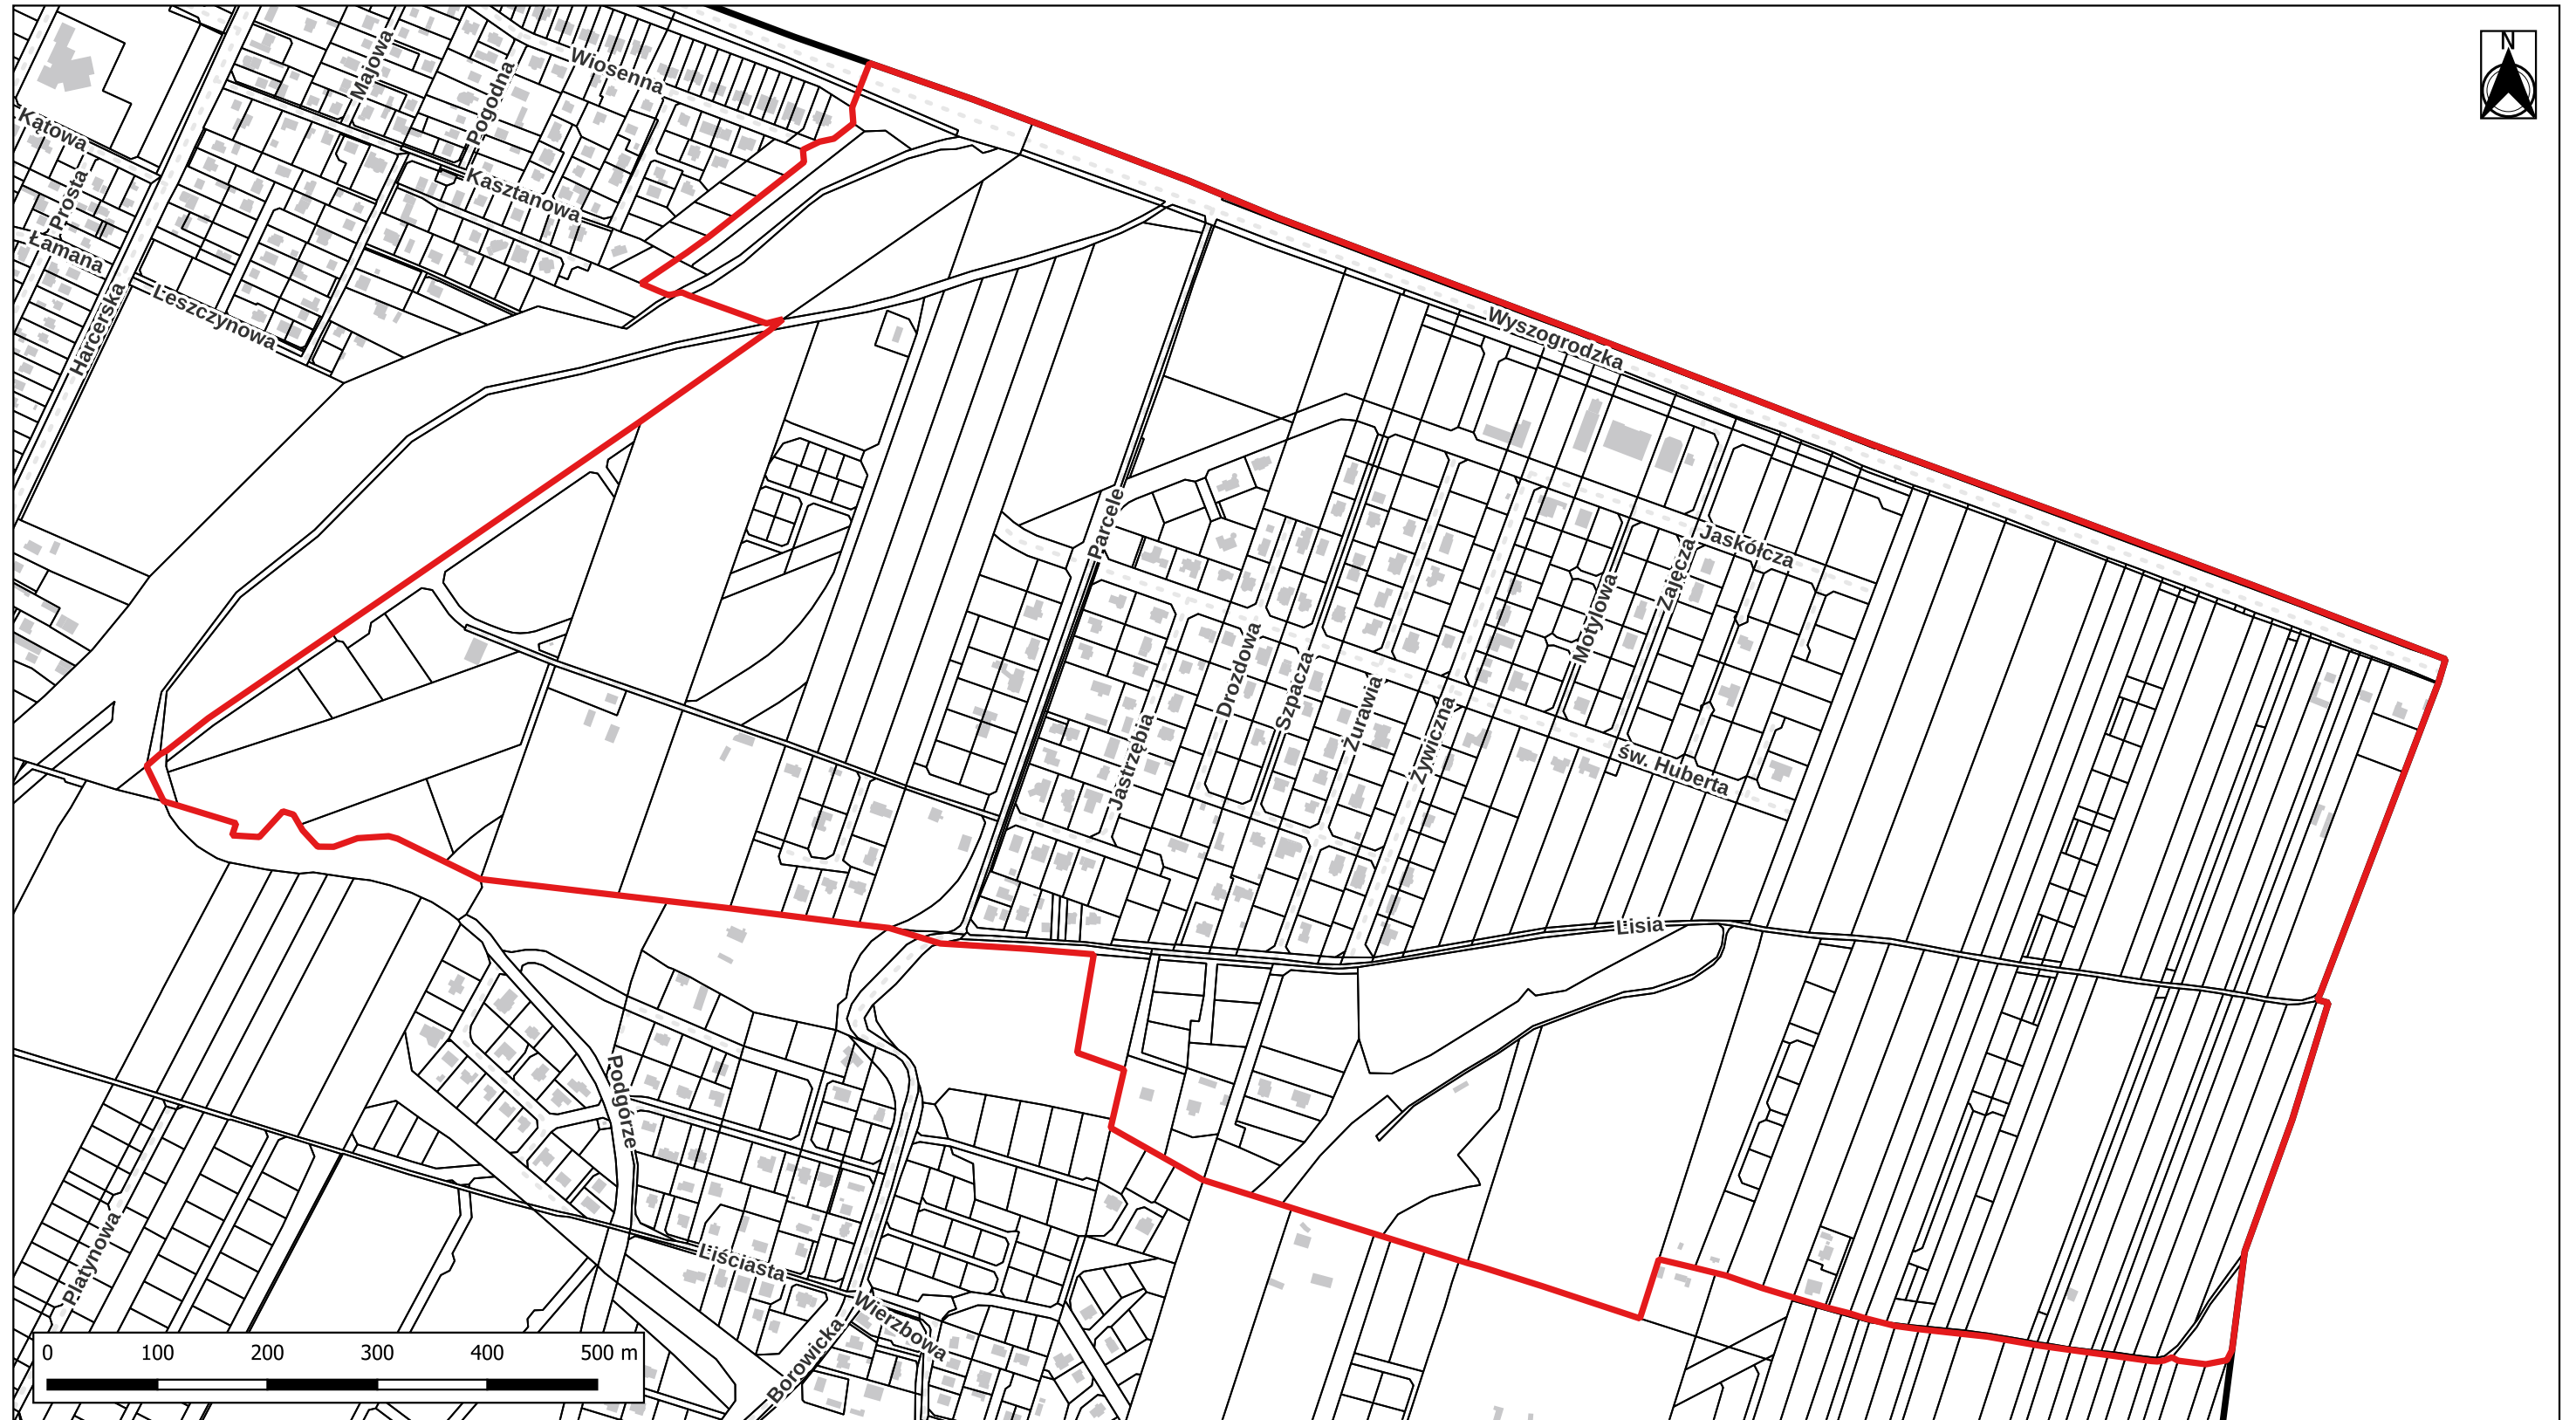 N
Majowa
Pogodna
Wiosenna
Kątowa
Prosta
Kasztanowa
Łamana
Harcerska
Leszczynowa
Wyszogrodzka
Parcele
Jaskółcza
Zajęcza
Motylowa
Drozdowa
Szpacza
Żurawia
Żywiczna
Jastrzębia
św. Huberta
Lisia
Podgórze
Platynowa
Liściasta
Wierzbowa
Borowicka
0 100 200 300 400 500 m